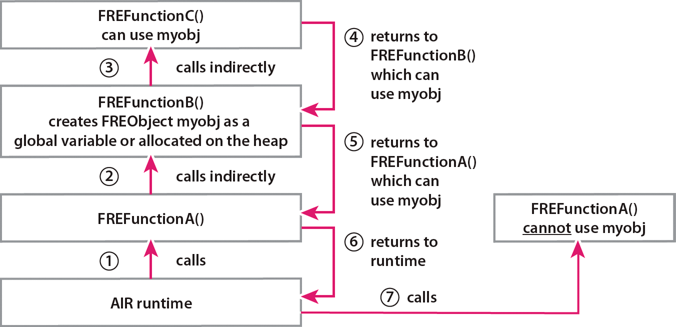 FREFunctionC()
can use myobj
③ calls indirectly
④ returns to
FREFunctionB()
which can
use myobj
FREFunctionB()
creates FREObject myobj as a
global variable or allocated on the heap
② calls indirectly
⑤ returns to
FREFunctionA()
which can
use myobj
FREFunctionA()
① calls
⑥ returns to
runtime
AIR runtime
⑦ calls
FREFunctionA()
cannot use myobj